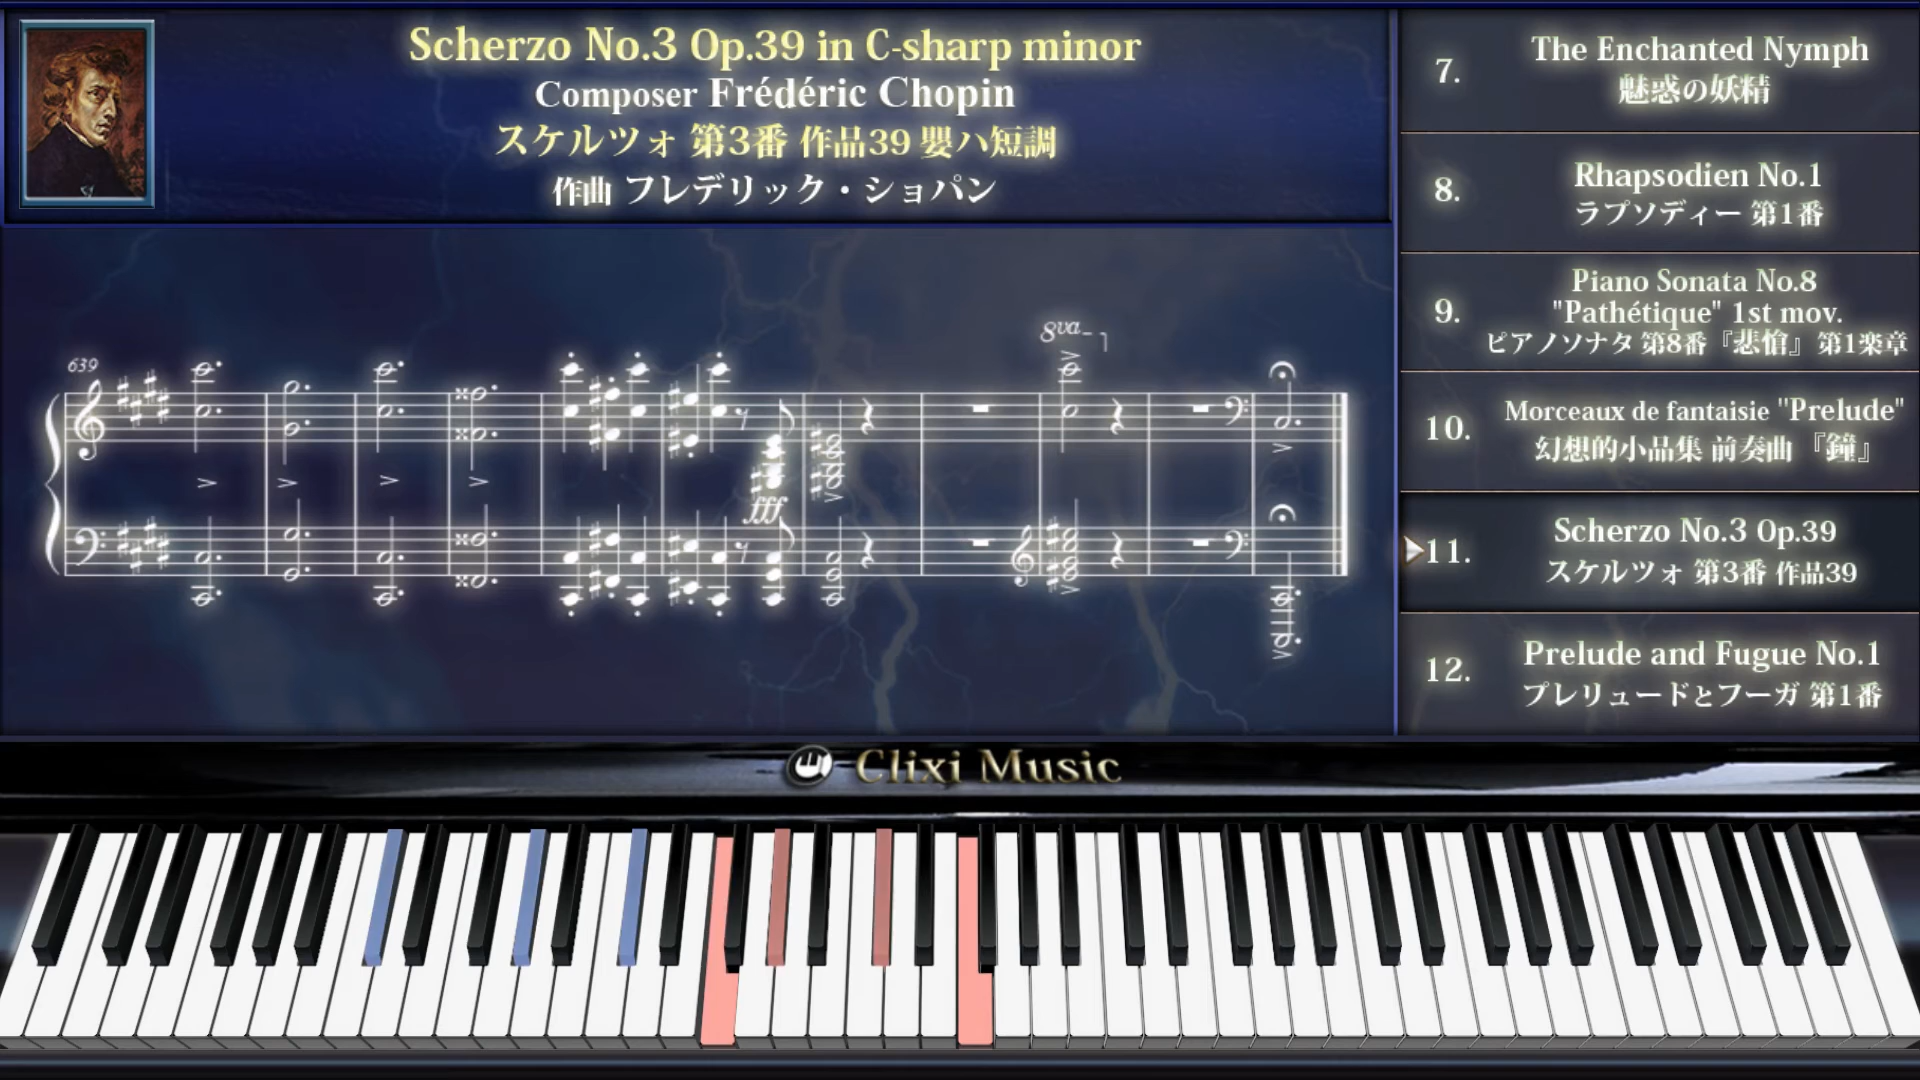 Scherzo No.3 Op.39 in C-sharp minor
Composer Frédéric Chopin
スケルツォ 第3番 作品39 嬰ハ短調
作曲 フレデリック・ショパン
639
8va
fff
7. The Enchanted Nymph
魅惑の妖精
8. Rhapsodien No.1
ラプソディー 第1番
9. Piano Sonata No.8
"Pathétique" 1st mov.
ピアノソナタ 第8番『悲愴』第1楽章
10. Morceaux de fantaisie "Prelude"
幻想的小品集 前奏曲『鐘』
11. Scherzo No.3 Op.39
スケルツォ 第3番 作品39
12. Prelude and Fugue No.1
プレリュードとフーガ 第1番
Clixi Music